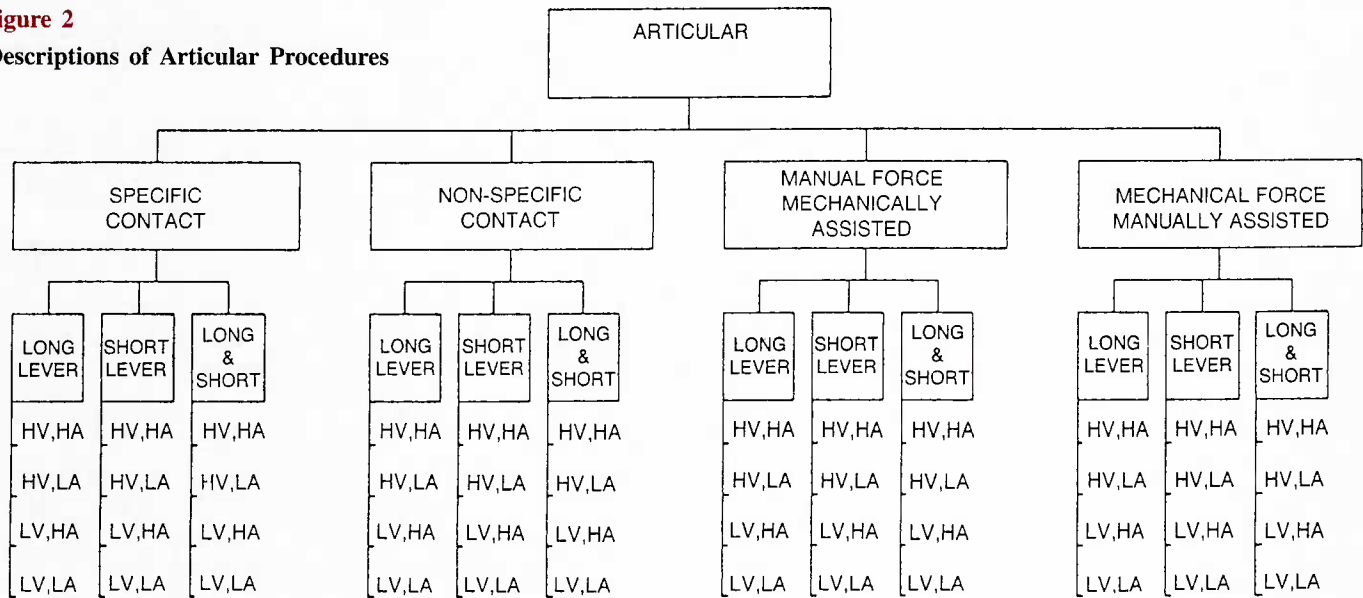 igure 2
Descriptions of Articular Procedures
ARTICULAR
SPECIFIC
CONTACT
NON-SPECIFIC
CONTACT
MANUAL FORCE
MECHANICALLY
ASSISTED
MECHANICAL FORCE
MANUALLY ASSISTED
LONG
LEVER
SHORT
LEVER
LONG
&
SHORT
LONG
LEVER
SHORT
LEVER
LONG
&
SHORT
LONG
LEVER
SHORT
LEVER
LONG
&
SHORT
LONG
LEVER
SHORT
LEVER
LONG
&
SHORT
HV,HA HV,HA HV,HA HV,HA HV,HA HV,HA HV,HA HV,HA HV,HA HV,HA HV,HA HV,HA
HV,LA HV,LA HV,LA HV,LA HV,LA HV,LA HV,LA HV,LA HV,LA HV,LA HV,LA HV,LA
LV,HA LV,HA LV,HA LV,HA LV,HA LV,HA LV,HA LV,HA LV,HA LV,HA LV,HA LV,HA
LV,LA LV,LA LV,LA LV,LA LV,LA LV,LA LV,LA LV,LA LV,LA LV,LA LV,LA LV,LA